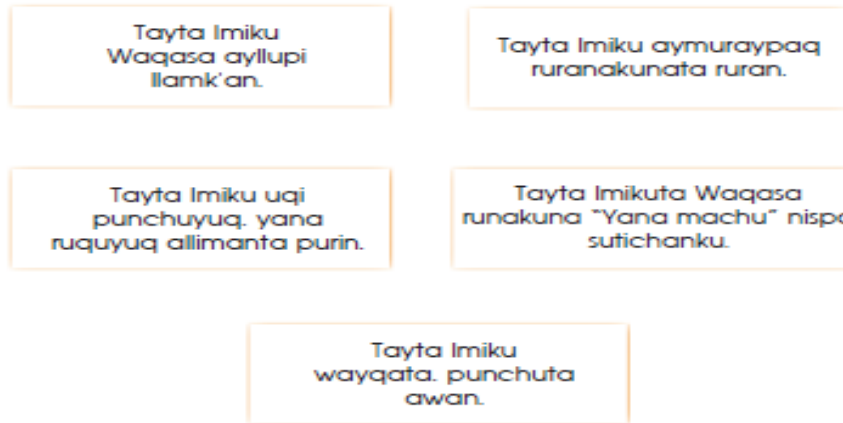 Tayta Imiku
Waqasa ayllupi
llamk'an.
Tayta Imiku aymuraypaq
ruranakunata ruran.
Tayta Imiku uqi
punchuyuq. yana
ruquyuq allimanta purin.
Tayta Imikuta Waqasa
runakuna "Yana machu" nispa
sutichanku.
Tayta Imiku
wayqata. punchuta
awan.